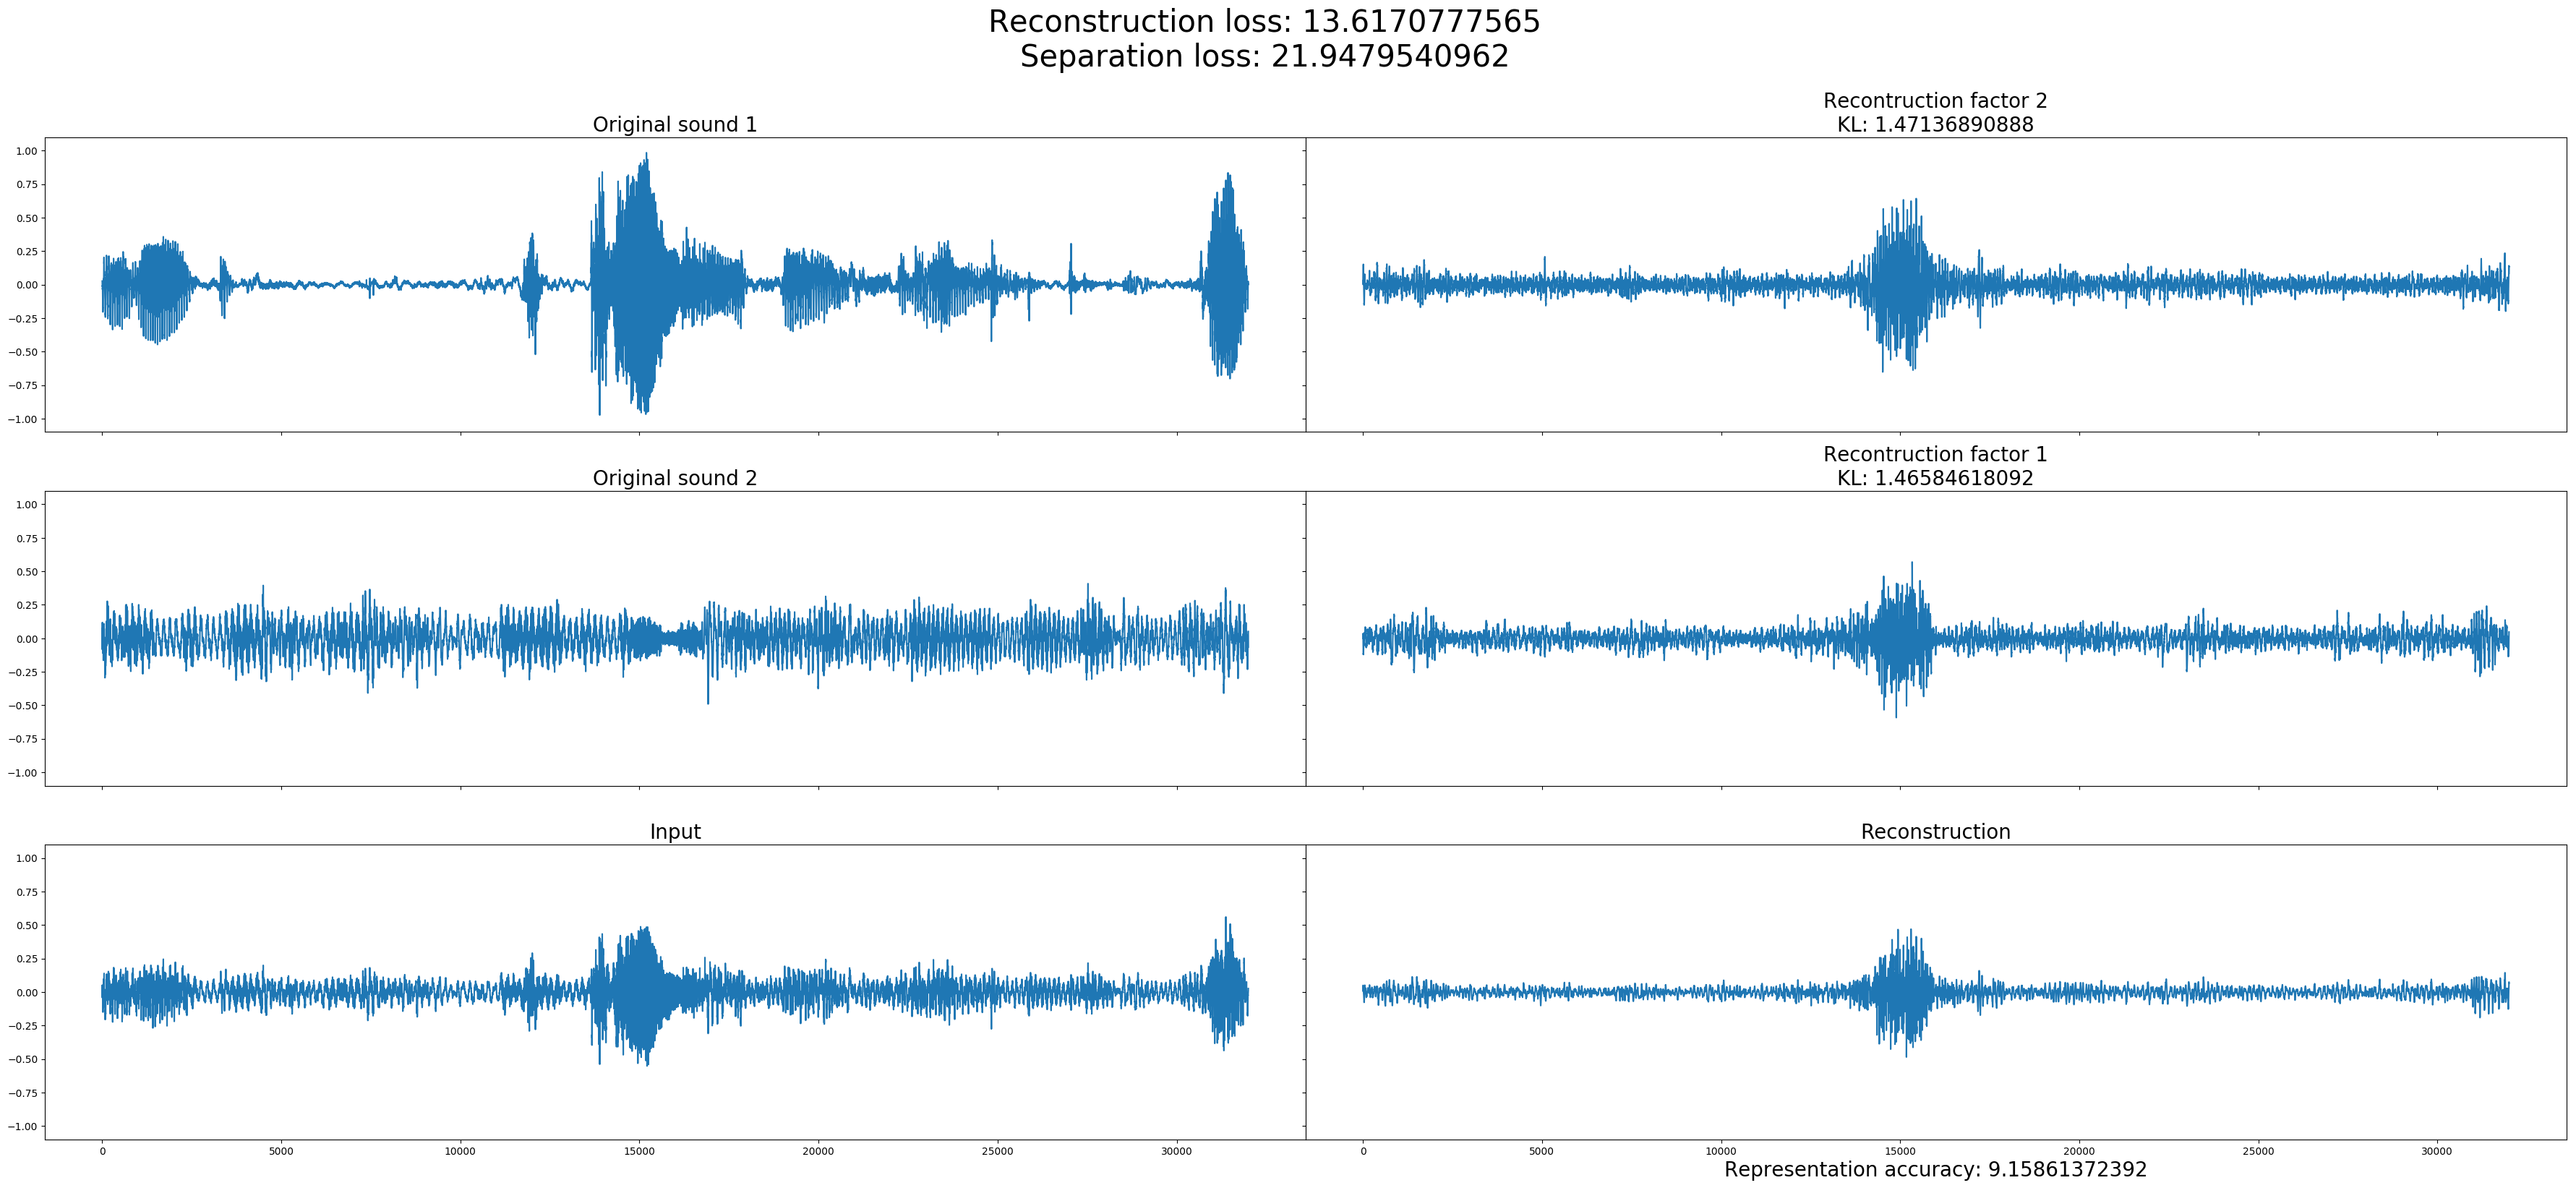 Reconstruction loss: 13.6170777565
Separation loss: 21.9479540962
Original sound 1
Recontruction factor 2
KL: 1.47136890888
1.00
0.75
0.50
0.25
0.00
−0.25
−0.50
−0.75
−1.00
Original sound 2
Recontruction factor 1
KL: 1.46584618092
1.00
0.75
0.50
0.25
0.00
−0.25
−0.50
−0.75
−1.00
Input
Reconstruction
1.00
0.75
0.50
0.25
0.00
−0.25
−0.50
−0.75
−1.00
0 5000 10000 15000 20000 25000 30000
0 5000 10000 15000 20000 25000 30000
Representation accuracy: 9.15861372392